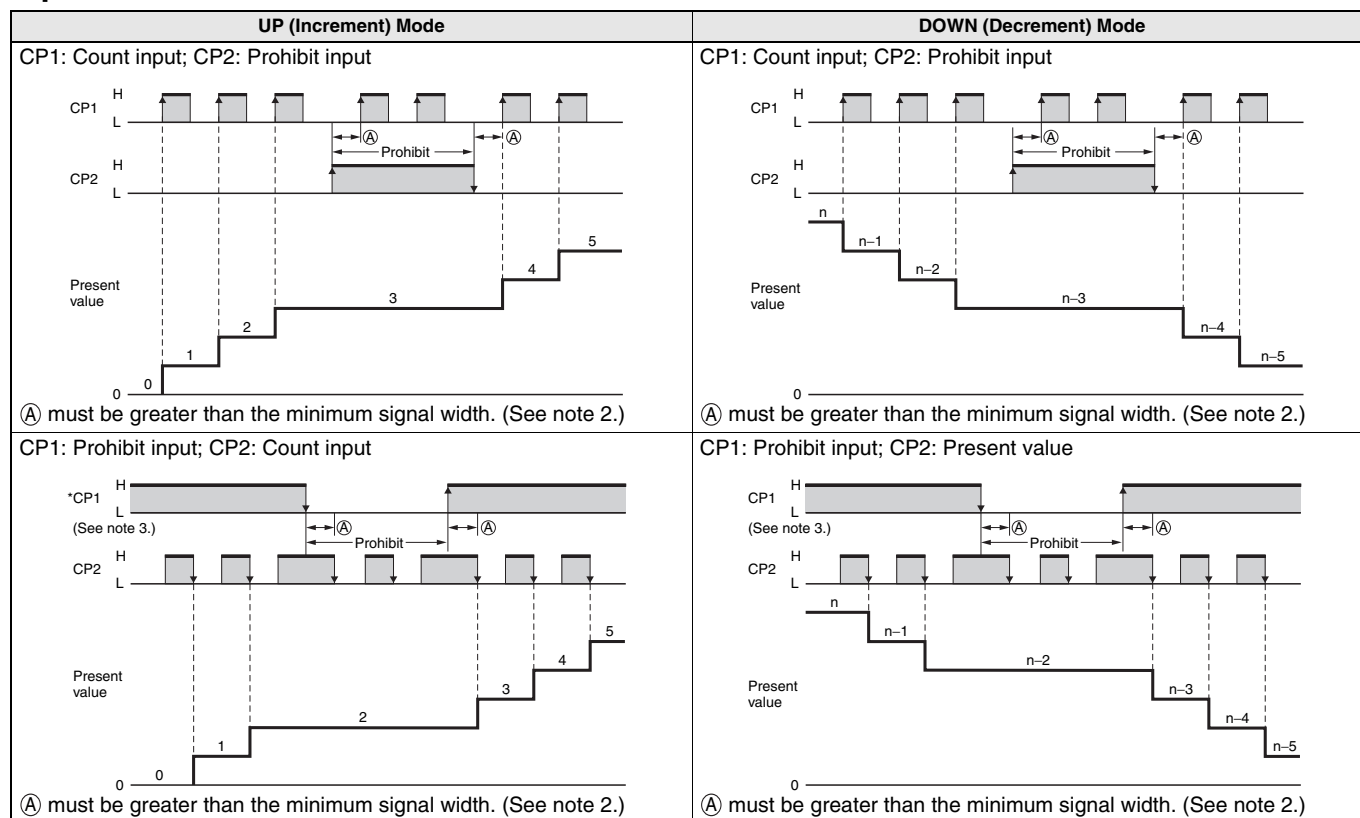 UP (Increment) Mode
DOWN (Decrement) Mode
CP1: Count input; CP2: Prohibit input
CP1 H
L
Ⓐ Ⓐ
Prohibit
CP2 H
L
Present
value
0
0
1
2
3
4
5
Ⓐ must be greater than the minimum signal width. (See note 2.)
CP1: Count input; CP2: Prohibit input
CP1 H
L
Ⓐ Ⓐ
Prohibit
CP2 H
L
Present
value
0
n
n–1
n–2
n–3
n–4
n–5
Ⓐ must be greater than the minimum signal width. (See note 2.)
CP1: Prohibit input; CP2: Count input
*CP1 H
L
(See note 3.)
Ⓐ Ⓐ
Prohibit
CP2 H
L
Present
value
0
0
1
2
3
4
5
Ⓐ must be greater than the minimum signal width. (See note 2.)
CP1: Prohibit input; CP2: Present value
CP1 H
L
(See note 3.)
Ⓐ Ⓐ
Prohibit
CP2 H
L
Present
value
0
n
n–1
n–2
n–3
n–4
n–5
Ⓐ must be greater than the minimum signal width. (See note 2.)